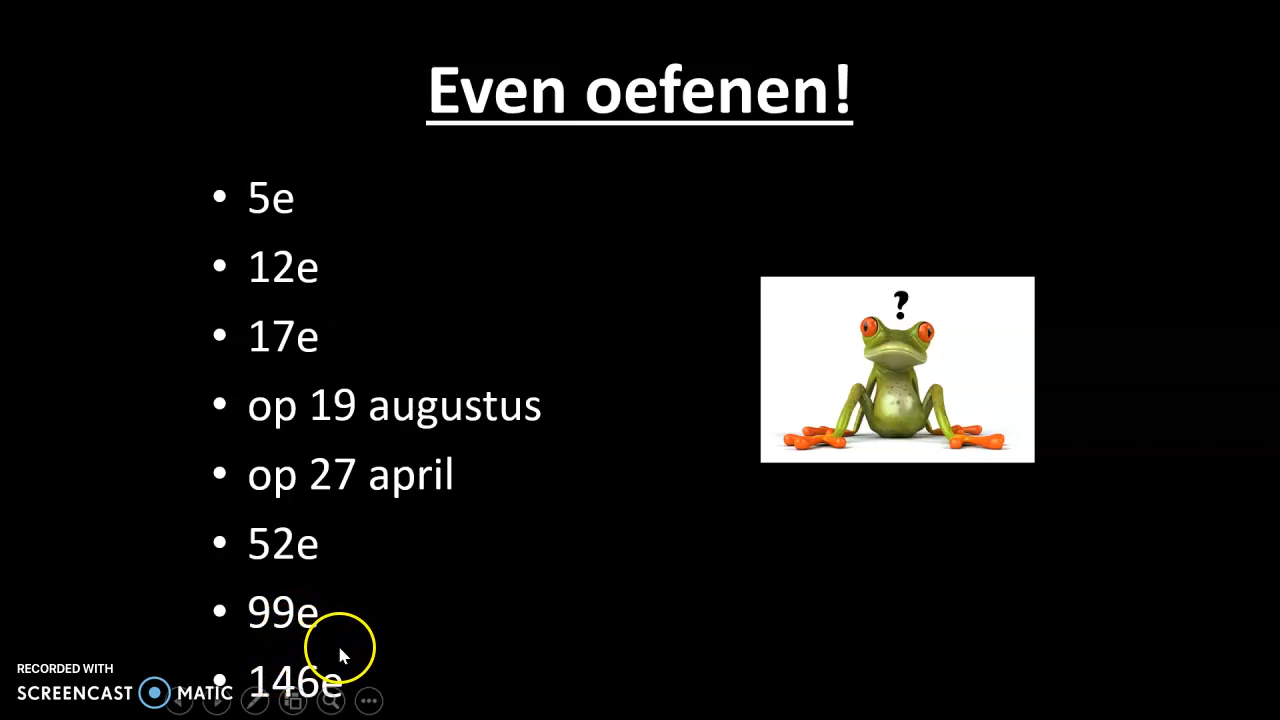 Even oefenen!
• 5e
• 12e
• 17e
• op 19 augustus
• op 27 april
• 52e
• 99e
• 146e
?
RECORDED WITH
SCREENCAST MATIC